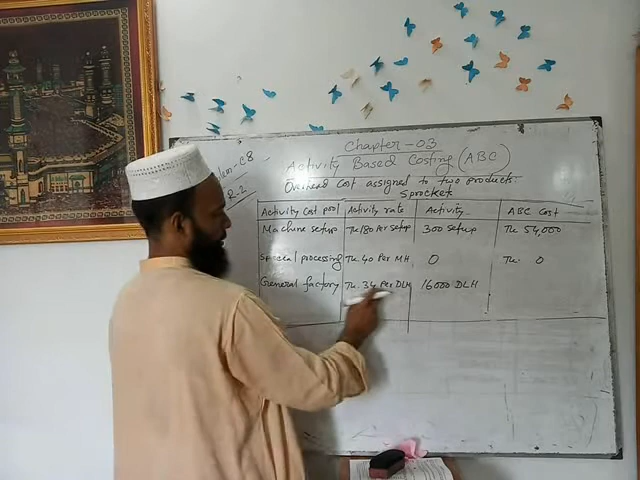 Chapter-03
Activity Based Costing (ABC)
Overhead Cost assigned to two products.
Sprockets
Activity Cost pool Activity rate Activity ABC Cost
Machine setup Tk.180 Per setup 300 setup Tk 54,000
Special processing Tk. 40 Per MH 0 Tk. 0
General factory Tk. 34 Per DLH 16000 DLH